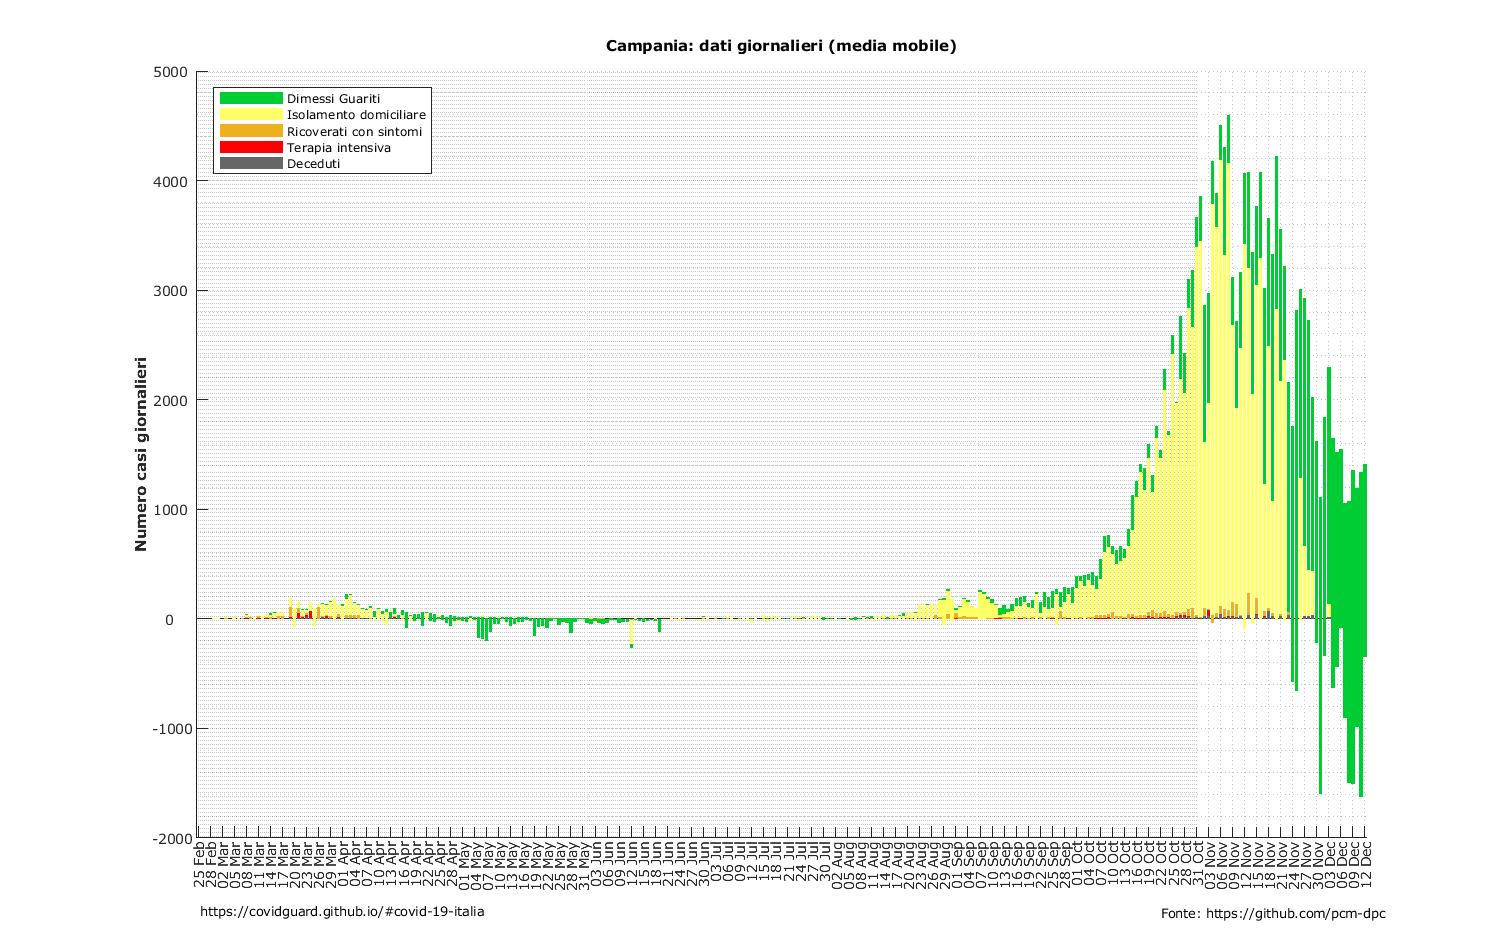 Campania: dati giornalieri (media mobile)
Dimessi Guariti
Isolamento domiciliare
Ricoverati con sintomi
Terapia intensiva
Deceduti
Numero casi giornalieri
5000
4000
3000
2000
1000
0
-1000
-2000
25 Feb
28 Feb
02 Mar
05 Mar
08 Mar
11 Mar
14 Mar
17 Mar
20 Mar
23 Mar
26 Mar
29 Mar
01 Apr
04 Apr
07 Apr
10 Apr
13 Apr
16 Apr
19 Apr
22 Apr
25 Apr
28 Apr
01 May
04 May
07 May
10 May
13 May
16 May
19 May
22 May
25 May
28 May
31 May
03 Jun
06 Jun
09 Jun
12 Jun
15 Jun
18 Jun
21 Jun
24 Jun
27 Jun
30 Jun
03 Jul
06 Jul
09 Jul
12 Jul
15 Jul
18 Jul
21 Jul
24 Jul
27 Jul
30 Jul
02 Aug
05 Aug
08 Aug
11 Aug
14 Aug
17 Aug
20 Aug
23 Aug
26 Aug
29 Aug
01 Sep
04 Sep
07 Sep
10 Sep
13 Sep
16 Sep
19 Sep
22 Sep
25 Sep
28 Sep
01 Oct
04 Oct
07 Oct
10 Oct
13 Oct
16 Oct
19 Oct
22 Oct
25 Oct
28 Oct
31 Oct
03 Nov
06 Nov
09 Nov
12 Nov
15 Nov
18 Nov
21 Nov
24 Nov
27 Nov
30 Nov
03 Dec
06 Dec
09 Dec
12 Dec
https://covidguard.github.io/#covid-19-italia
Fonte: https://github.com/pcm-dpc